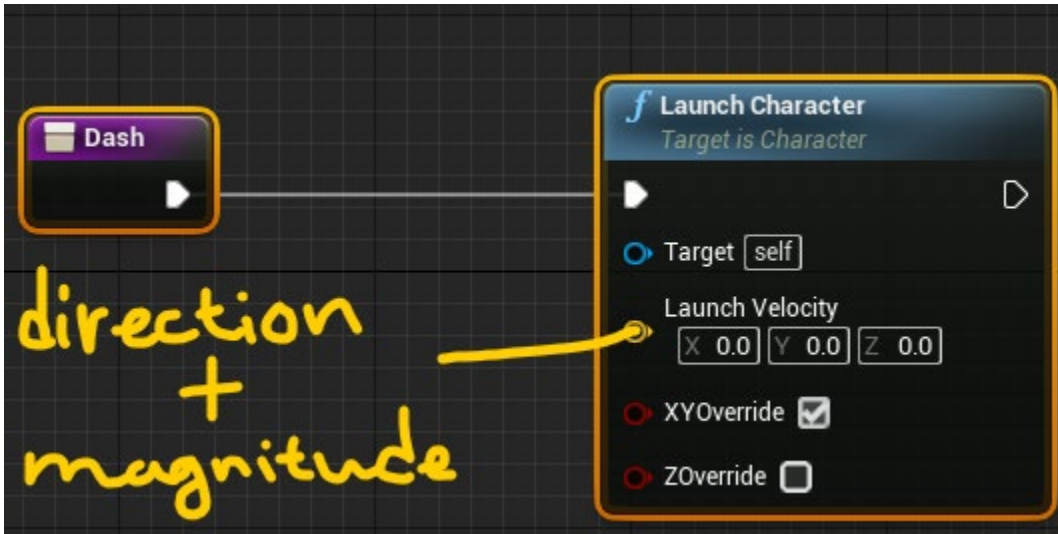 Dash
f Launch Character
Target is Character
Target self
Launch Velocity
X 0.0 Y 0.0 Z 0.0
XYOverride
ZOverride
direction
+
magnitude